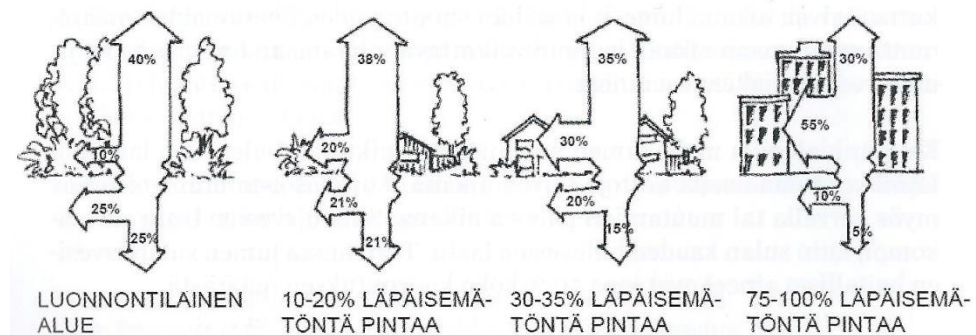 40%
10%
25%
25%
38%
20%
21%
21%
35%
30%
20%
15%
30%
55%
10%
5%
LUONNONTILAINEN
ALUE
10-20% LÄPÄISEMÄ-
TÖNTÄ PINTAA
30-35% LÄPÄISEMÄ-
TÖNTÄ PINTAA
75-100% LÄPÄISEMÄ-
TÖNTÄ PINTAA